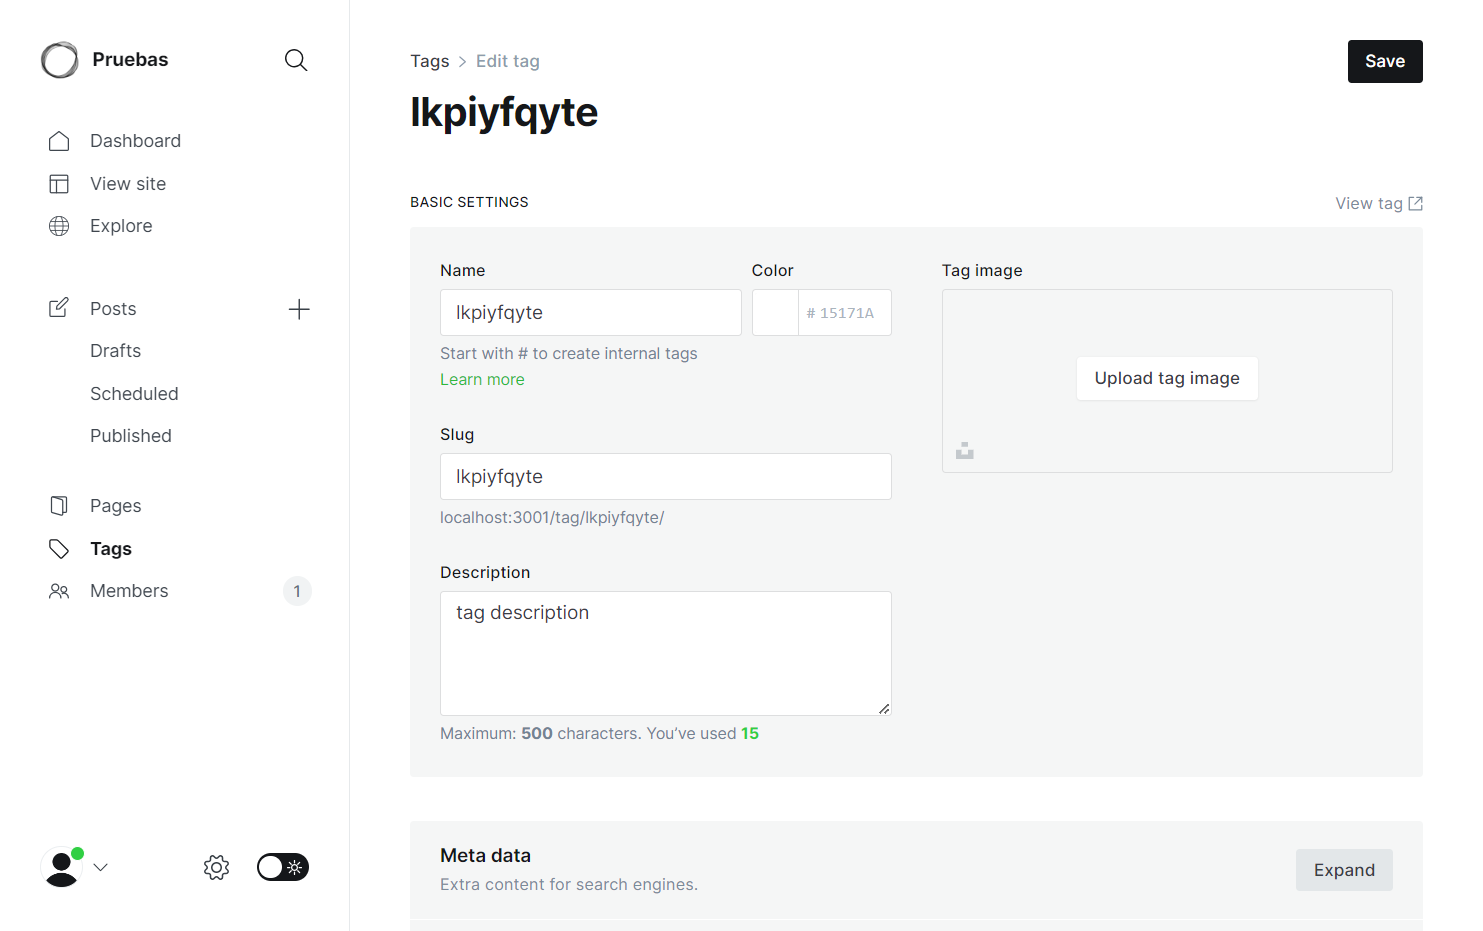 Pruebas
Dashboard
View site
Explore
Posts
Drafts
Scheduled
Published
Pages
Tags
Members 1
Tags > Edit tag
Save
lkpiyfqyte
BASIC SETTINGS
View tag
Name
lkpiyfqyte
Start with # to create internal tags
Learn more
Color
# 15171A
Slug
lkpiyfqyte
localhost:3001/tag/lkpiyfqyte/
Description
tag description
Maximum: 500 characters. You’ve used 15
Tag image
Upload tag image
Meta data
Extra content for search engines.
Expand